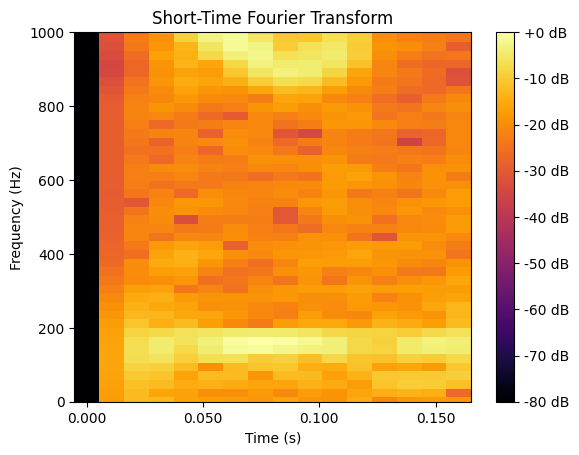 Short-Time Fourier Transform
1000
800
600
400
200
0
Frequency (Hz)
0.000
0.050
0.100
0.150
Time (s)
+0 dB
-10 dB
-20 dB
-30 dB
-40 dB
-50 dB
-60 dB
-70 dB
-80 dB